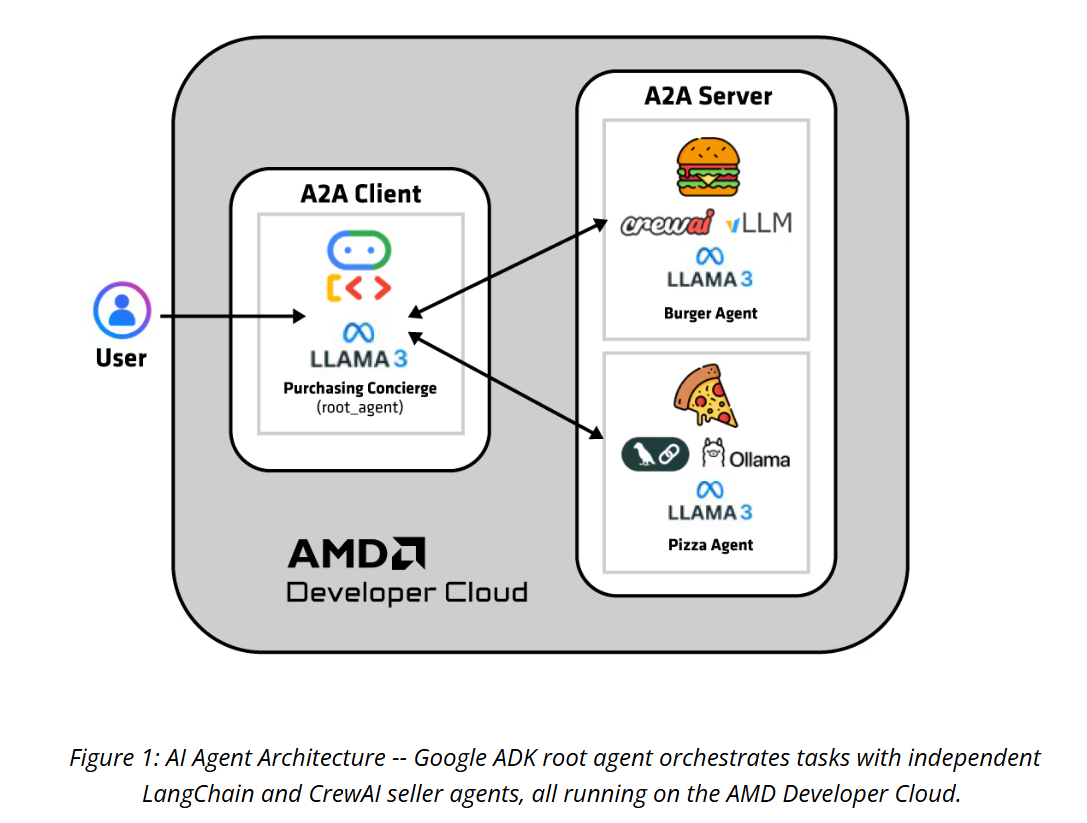 A2A Server
A2A Client
crewai vLLM
LLAMA 3
Burger Agent
User
LLAMA 3
Purchasing Concierge
(root_agent)
Ollama
LLAMA 3
Pizza Agent
AMD
Developer Cloud
Figure 1: AI Agent Architecture -- Google ADK root agent orchestrates tasks with independent
LangChain and CrewAI seller agents, all running on the AMD Developer Cloud.